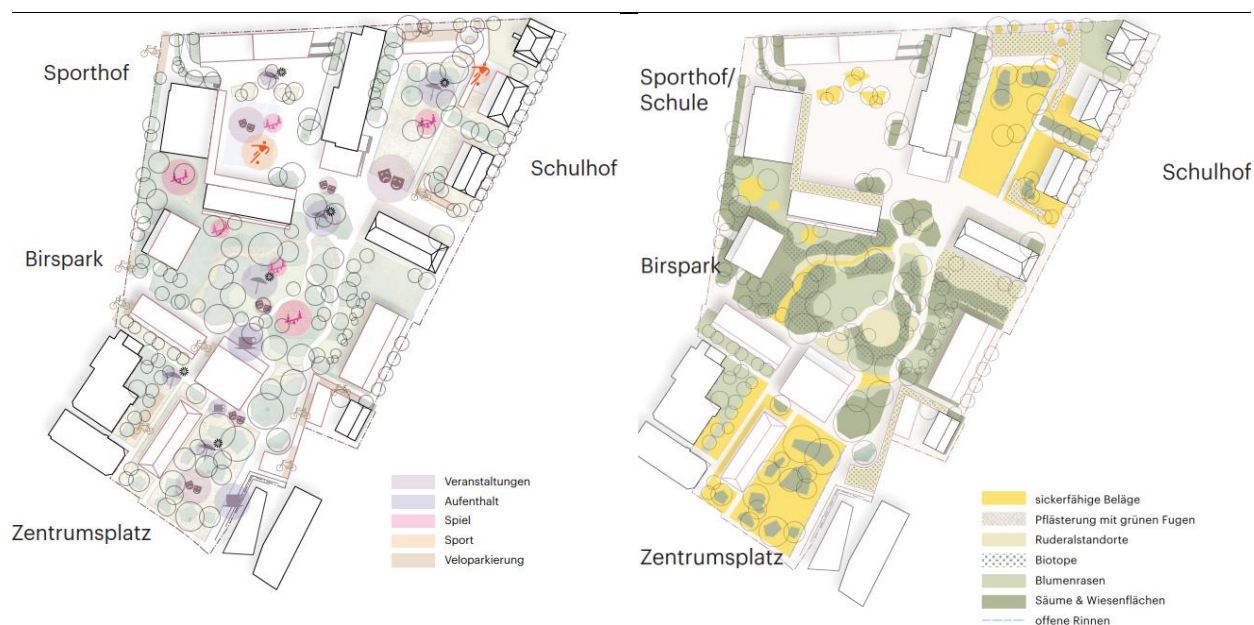 Sporthof
Schulhof
Birspark
Zentrumsplatz
Veranstaltungen
Aufenthalt
Spiel
Sport
Veloparkierung
Sporthof/
Schule
Schulhof
Birspark
Zentrumsplatz
sickerfähige Beläge
Pflästerung mit grünen Fugen
Ruderalstandorte
Biotope
Blumenrasen
Säume & Wiesenflächen
offene Rinnen